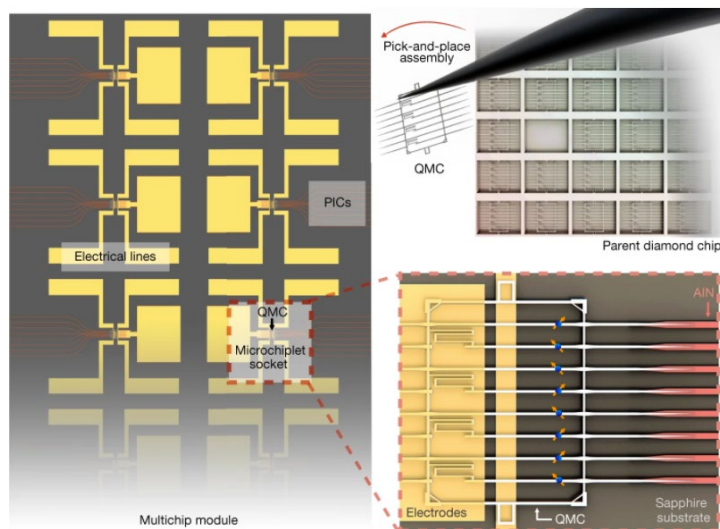 Pick-and-place
assembly
QMC
PICs
Electrical lines
Parent diamond chip
QMC
Microchiplet
socket
AlN
Electrodes
QMC
Sapphire
substrate
Multichip module